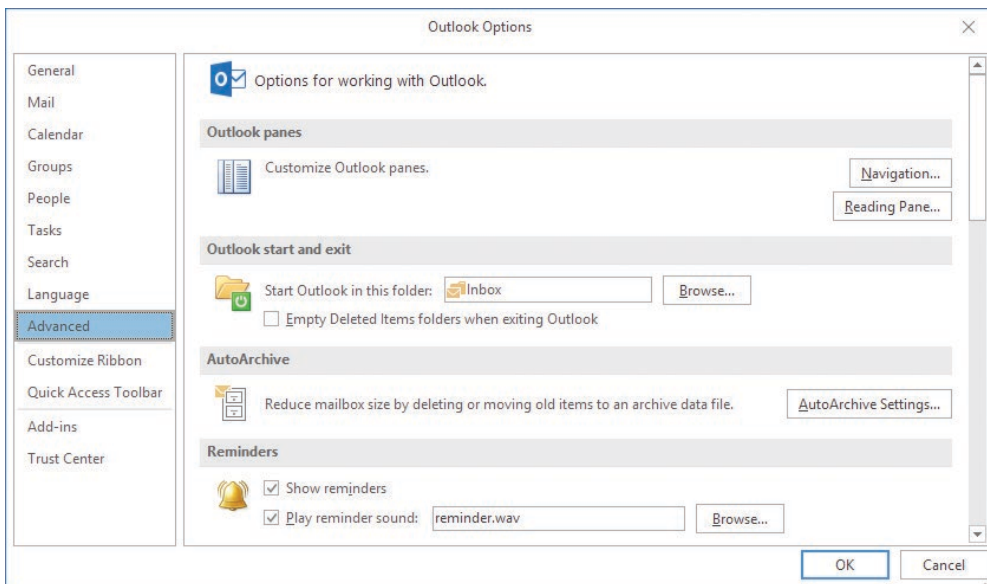 Outlook Options
General
Mail
Calendar
Groups
People
Tasks
Search
Language
Advanced
Customize Ribbon
Quick Access Toolbar
Add-ins
Trust Center
Options for working with Outlook.
Outlook panes
Customize Outlook panes.
Navigation...
Reading Pane...
Outlook start and exit
Start Outlook in this folder: Inbox Browse...
Empty Deleted Items folders when exiting Outlook
AutoArchive
Reduce mailbox size by deleting or moving old items to an archive data file. AutoArchive Settings...
Reminders
Show reminders
Play reminder sound: reminder.wav Browse...
OK Cancel